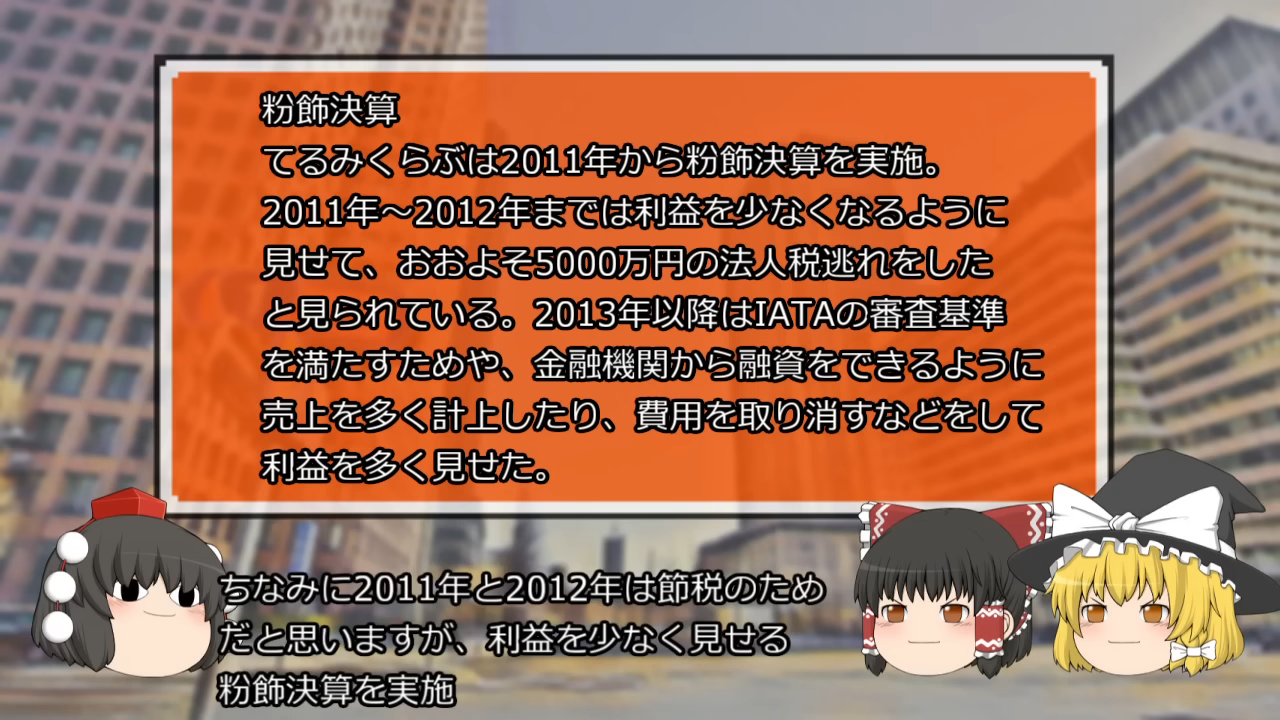 粉飾決算
てるみくらぶは2011年から粉飾決算を実施。
2011年～2012年までは利益を少なくなるように
見せて、おおよそ5000万円の法人税逃れをした
と見られている。2013年以降はIATAの審査基準
を満たすためや、金融機関から融資をできるように
売上を多く計上したり、費用を取り消すなどをして
利益を多く見せた。
ちなみに2011年と2012年は節税のため
だと思いますが、利益を少なく見せる
粉飾決算を実施